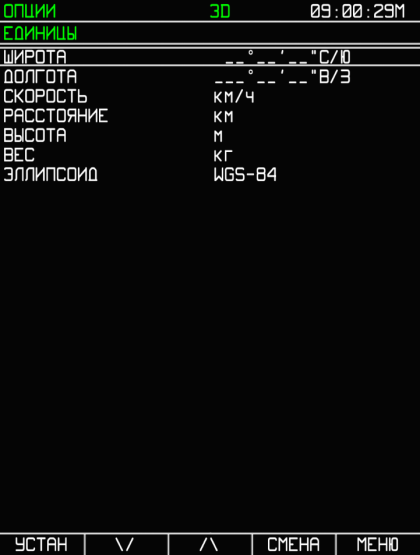 ОПЦИИ 3D 09:00:29М
ЕДИНИЦЫ
ШИРОТА __°__'__"С/Ю
ДОЛГОТА ___°__'__"В/З
СКОРОСТЬ КМ/Ч
РАССТОЯНИЕ КМ
ВЫСОТА М
ВЕС КГ
ЭЛЛИПСОИД WGS-84
УСТАН \/ /\ СМЕНА МЕНЮ